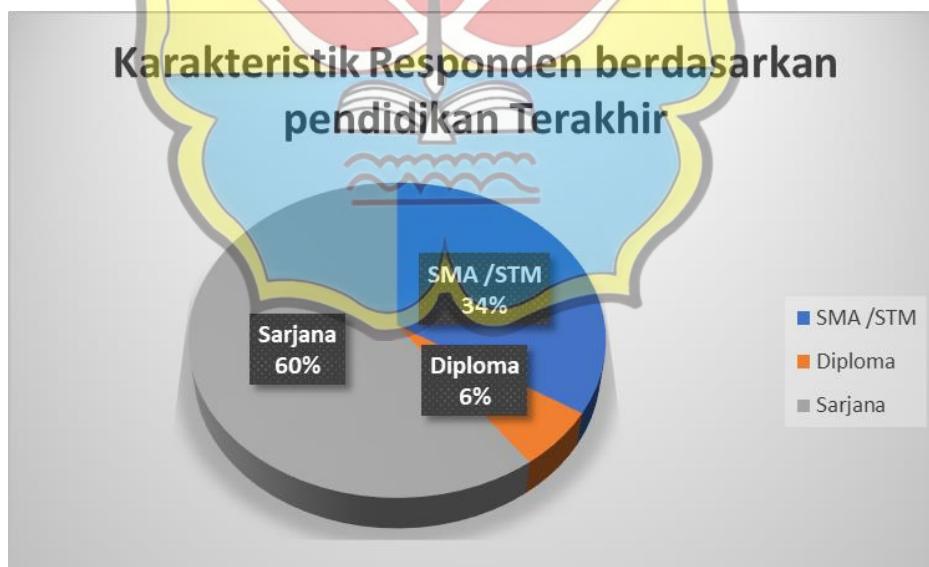 Karakteristik Responden berdasarkan
pendidikan Terakhir
SMA /STM
34%
Sarjana
60%
Diploma
6%
SMA /STM
Diploma
Sarjana